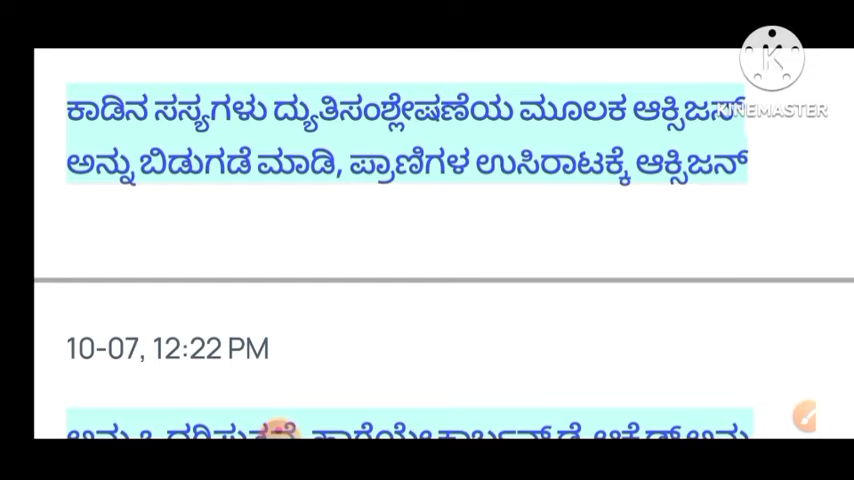 KINEMASTER
ಕಾಡಿನ ಸಸ್ಯಗಳು ದ್ಯುತಿಸಂಶ್ಲೇಷಣೆಯ ಮೂಲಕ ಆಕ್ಸಿಜನ್
ಅನ್ನು ಬಿಡುಗಡೆ ಮಾಡಿ, ಪ್ರಾಣಿಗಳ ಉಸಿರಾಟಕ್ಕೆ ಆಕ್ಸಿಜನ್
10-07, 12:22 PM